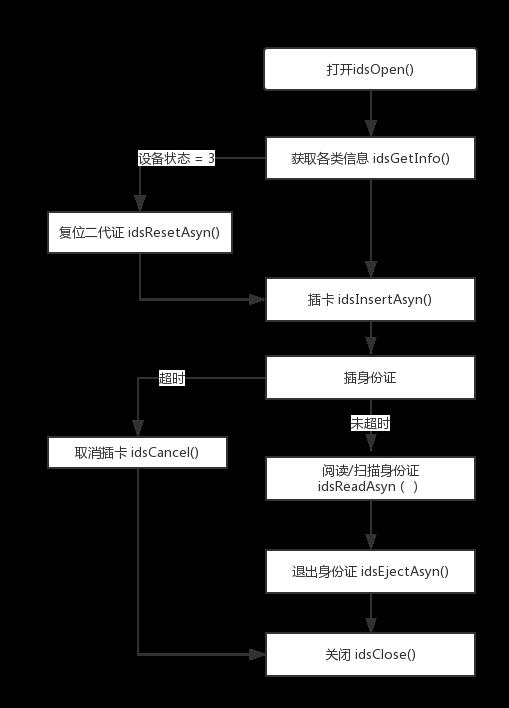 打开idsOpen()
获取各类信息 idsGetInfo()
设备状态 = 3
复位二代证 idsResetAsyn()
插卡 idsInsertAsyn()
插身份证
超时
未超时
取消插卡 idsCancel()
阅读/扫描身份证
idsReadAsyn（ ）
退出身份证 idsEjectAsyn()
关闭 idsClose()